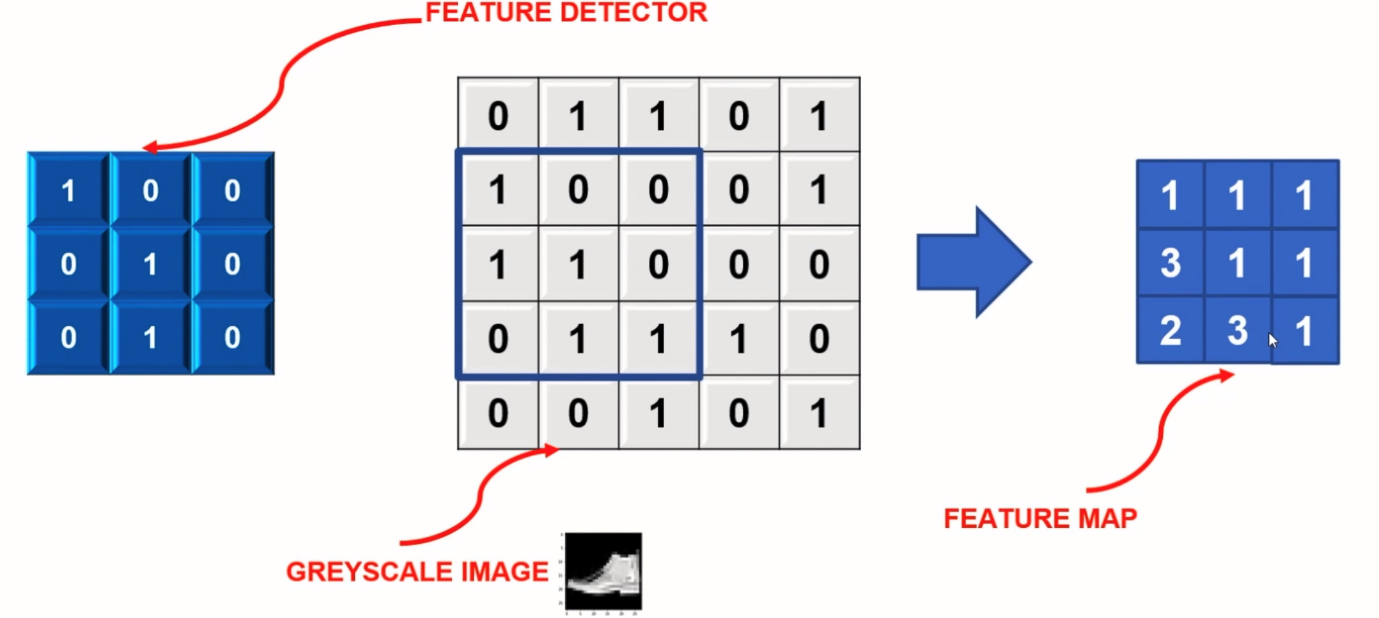 FEATURE DETECTOR
1 0 0
0 1 0
0 1 0
0 1 1 0 1
1 0 0 0 1
1 1 0 0 0
0 1 1 1 0
0 0 1 0 1
1 1 1
3 1 1
2 3 1
GREYSCALE IMAGE
FEATURE MAP